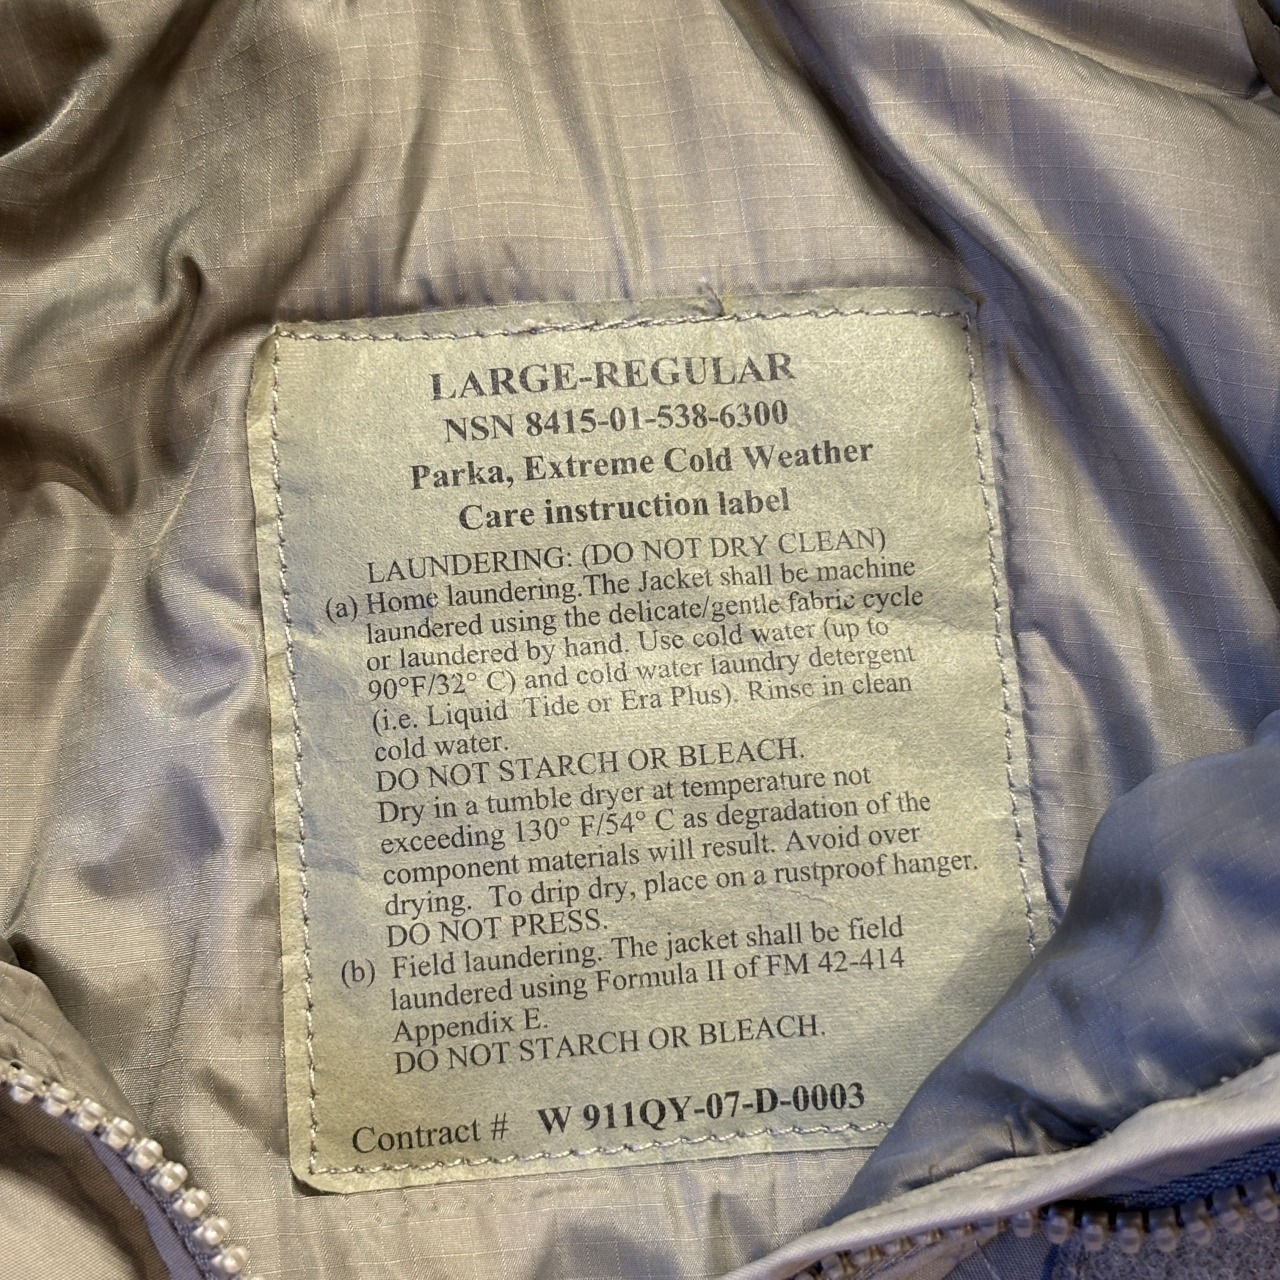 LARGE-REGULAR
NSN 8415-01-538-6300
Parka, Extreme Cold Weather
Care instruction label
LAUNDERING: (DO NOT DRY CLEAN)
(a) Home laundering.The Jacket shall be machine
laundered using the delicate/gentle fabric cycle
or laundered by hand. Use cold water (up to
90°F/32° C) and cold water laundry detergent
(i.e. Liquid Tide or Era Plus). Rinse in clean
cold water.
DO NOT STARCH OR BLEACH.
Dry in a tumble dryer at temperature not
exceeding 130° F/54° C as degradation of the
component materials will result. Avoid over
drying. To drip dry, place on a rustproof hanger.
DO NOT PRESS.
(b) Field laundering. The jacket shall be field
laundered using Formula II of FM 42-414
Appendix E.
DO NOT STARCH OR BLEACH.
Contract # W 911QY-07-D-0003